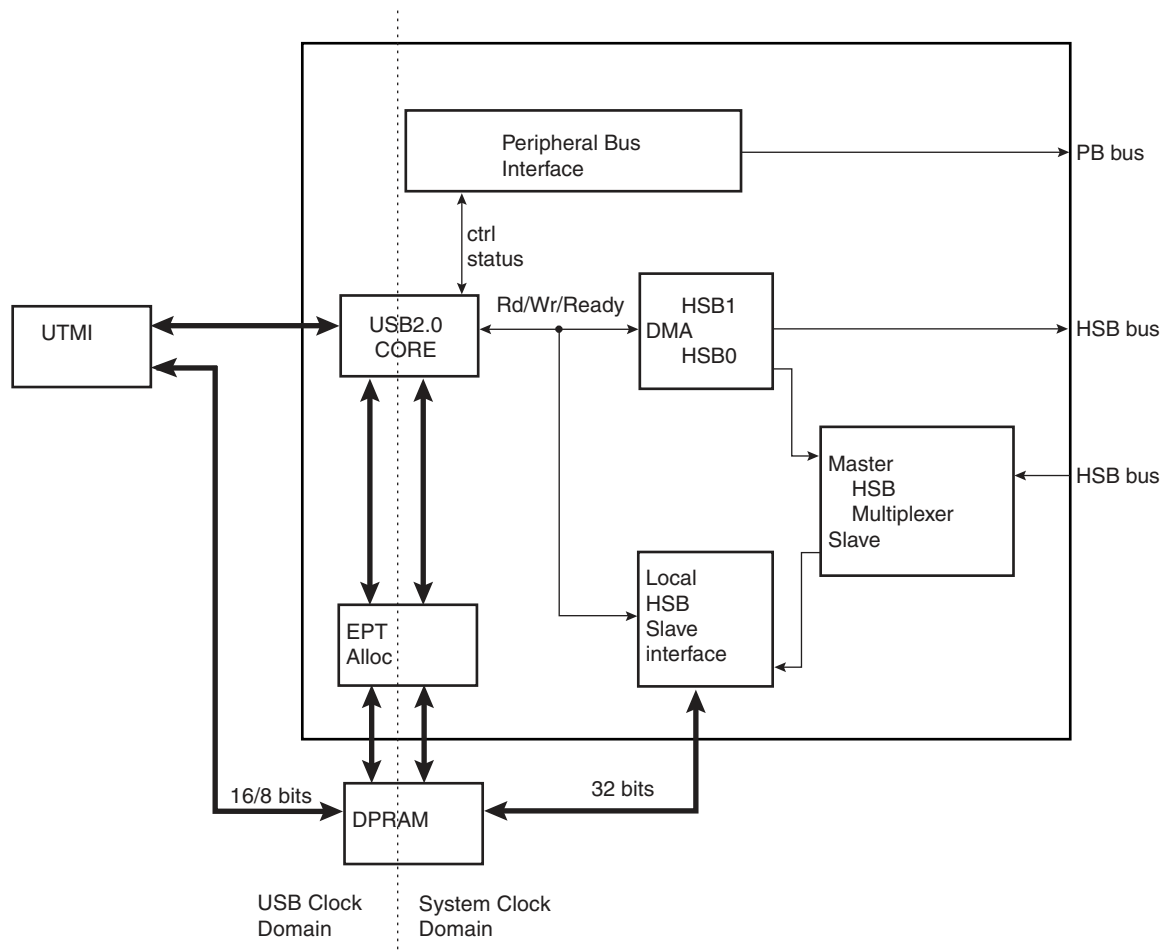 Peripheral Bus
Interface
PB bus
ctrl
status
UTMI
USB2.0
CORE
Rd/Wr/Ready
HSB1
DMA
HSB0
HSB bus
Master
HSB
Multiplexer
Slave
HSB bus
Local
HSB
Slave
interface
EPT
Alloc
16/8 bits
DPRAM
32 bits
USB Clock
Domain
System Clock
Domain